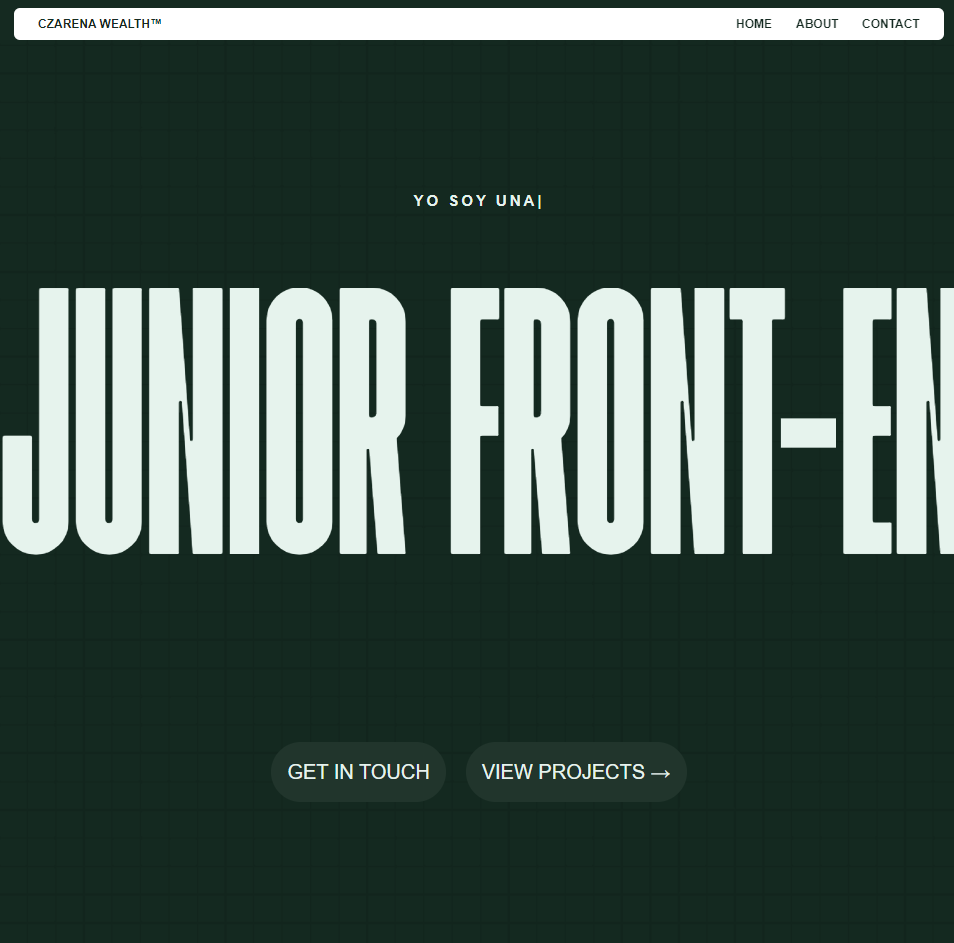 CZARENA WEALTH™ HOME ABOUT CONTACT
YO SOY UNA|
JUNIOR FRONT-EN
GET IN TOUCH VIEW PROJECTS →